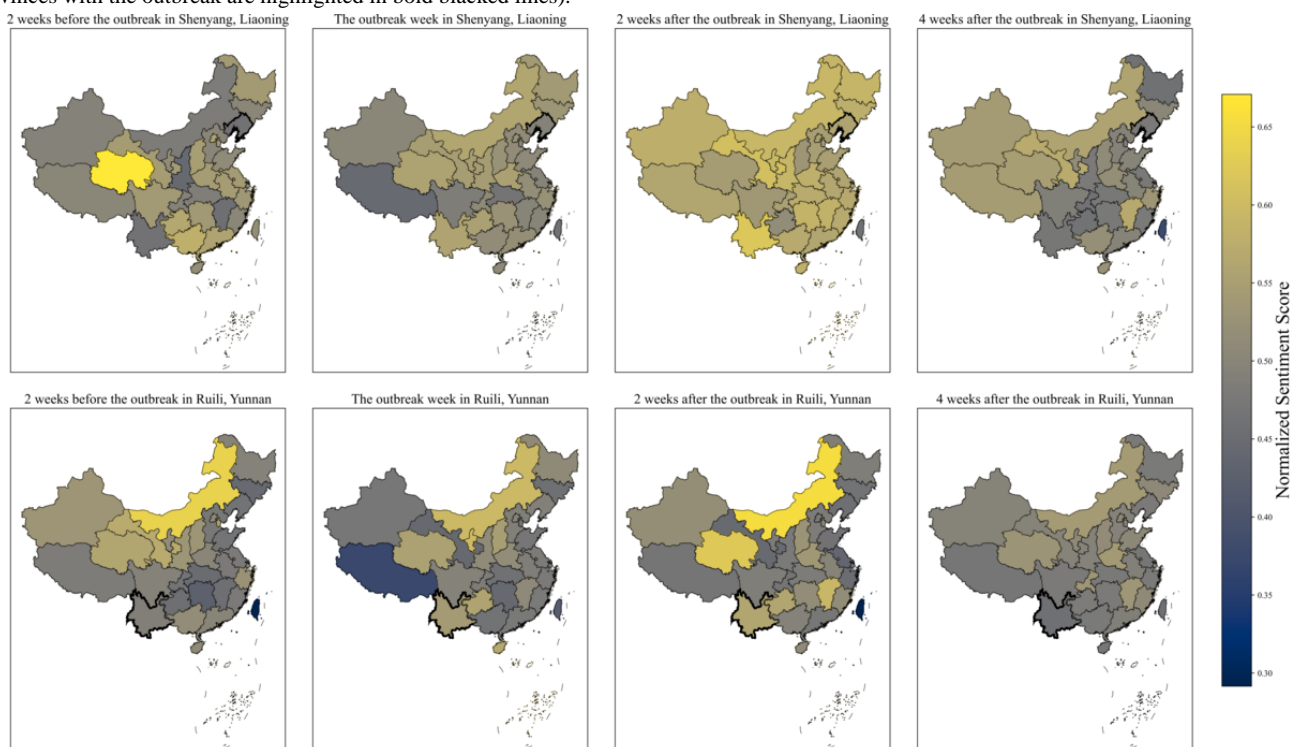 vinces with the outbreak are highlighted in bold blacked lines).
2 weeks before the outbreak in Shenyang, Liaoning
The outbreak week in Shenyang, Liaoning
2 weeks after the outbreak in Shenyang, Liaoning
4 weeks after the outbreak in Shenyang, Liaoning
0.65
0.60
0.55
0.50
0.45
0.40
0.35
0.30
Normalized Sentiment Score
2 weeks before the outbreak in Ruili, Yunnan
The outbreak week in Ruili, Yunnan
2 weeks after the outbreak in Ruili, Yunnan
4 weeks after the outbreak in Ruili, Yunnan